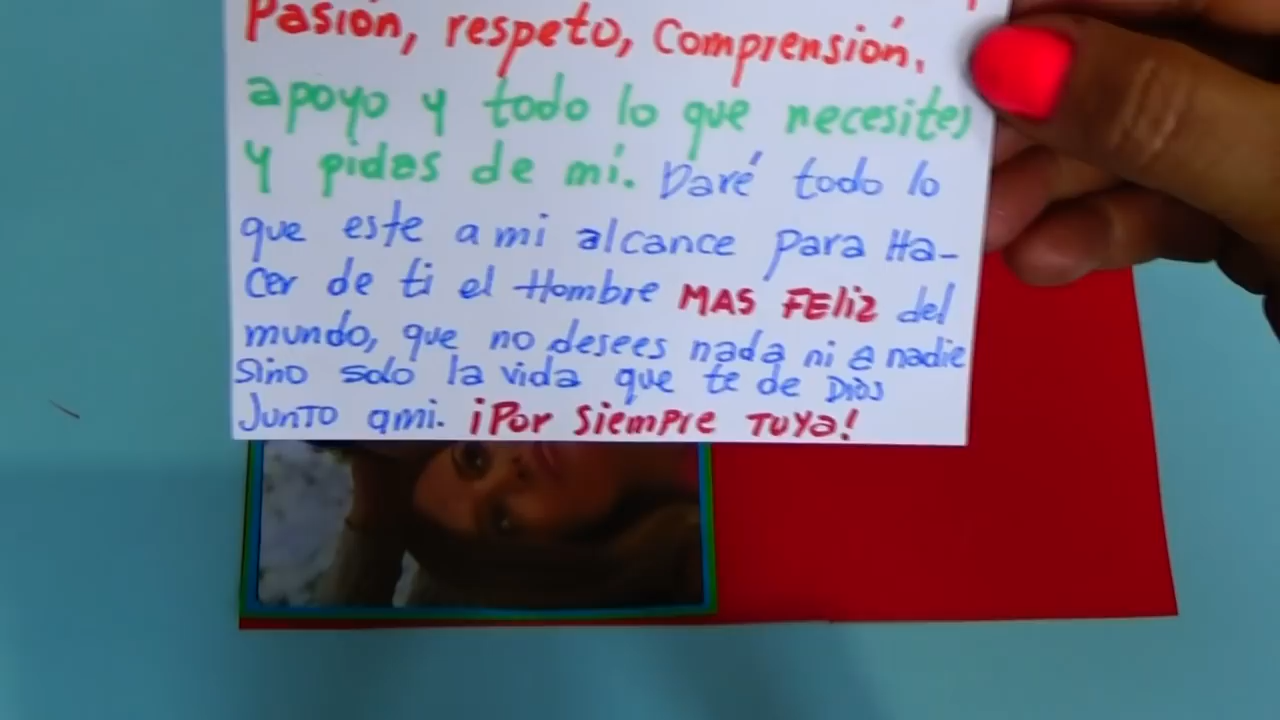 Pasión, respeto, Comprensión.
apoyo y todo lo que necesites
y pidas de mí. Daré todo lo
que este a mi alcance para Ha-
cer de ti el Hombre MAS FEliz del
mundo, que no desees nada ni a nadie
Sino solo la vida que te de DiOS
JunTO ami. ¡Por Siempre TUYa!